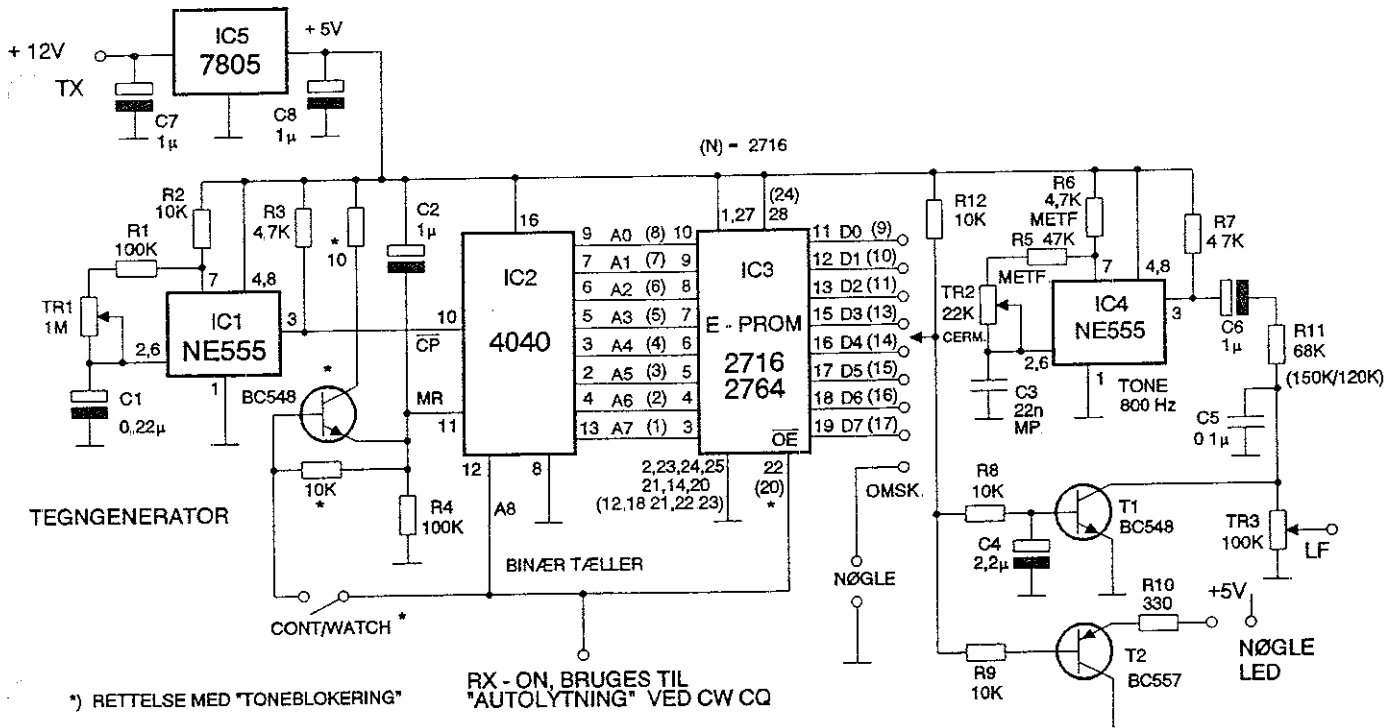 + 12V
TX
IC5
7805
+ 5V
C7
1µ
C8
1µ
(N) - 2716
R2
10K
R1
100K
TR1
1M
C1
0,22µ
7
4,8
IC1
NE555
2,6
3
1
R3
4,7K
*
10
C2
1µ
BC548
*
10K
*
R4
100K
16
IC2
4040
10
CP
MR
11
12
8
A8
9 A0 (8) 10
7 A1 (7) 9
6 A2 (6) 8
5 A3 (5) 7
3 A4 (4) 6
2 A5 (3) 5
4 A6 (2) 4
13 A7 (1) 3
1,27
(24)
28
IC3
E - PROM
2716
2764
OE
11 D0 (9)
12 D1 (10)
13 D2 (11)
15 D3 (13)
16 D4 (14)
17 D5 (15)
18 D6 (16)
19 D7 (17)
2,23,24,25
21,14,20
(12,18 21,22 23)
22
(20)
*
OMSK.
NØGLE
R12
10K
R6
4,7K
METF
R5 47K
METF.
TR2
22K
CERM.
C3
22n
MP.
7
4,8
IC4
NE555
2,6
3
1
TONE
800 Hz
R7
4 7K
C6
1µ
R11
68K
(150K/120K)
C5
0 1µ
R8
10K
C4
2,2µ
T1
BC548
TR3
100K
LF
R9
10K
T2
BC557
R10
330
+5V
NØGLE
LED
TEGNGENERATOR
BINÆR TÆLLER
CONT/WATCH *
RX - ON, BRUGES TIL
"AUTOLYTNING" VED CW CQ
*) RETTELSE MED "TONEBLOKERING"